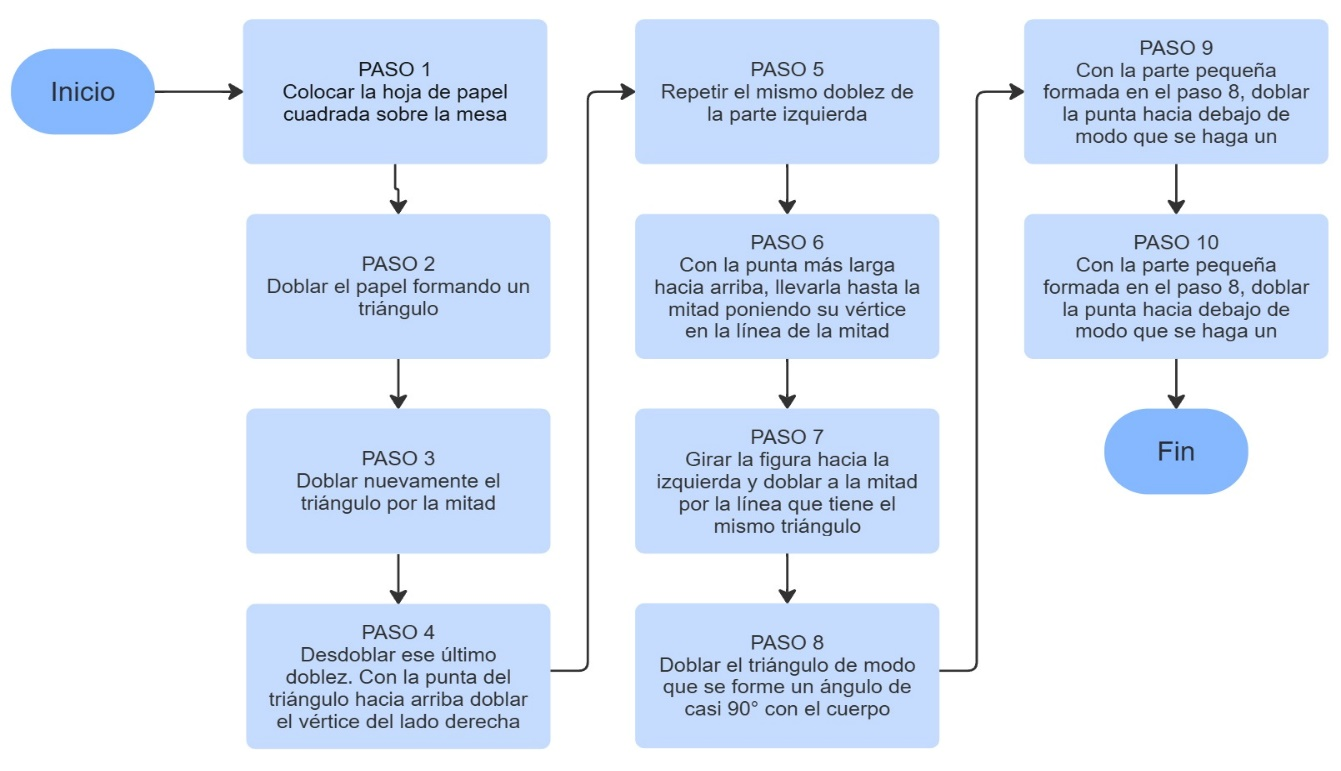 Inicio
PASO 1
Colocar la hoja de papel
cuadrada sobre la mesa
PASO 2
Doblar el papel formando un
triángulo
PASO 3
Doblar nuevamente el
triángulo por la mitad
PASO 4
Desdoblar ese último
doblez. Con la punta del
triángulo hacia arriba doblar
el vértice del lado derecha
PASO 5
Repetir el mismo doblez de
la parte izquierda
PASO 6
Con la punta más larga
hacia arriba, llevarla hasta la
mitad poniendo su vértice
en la línea de la mitad
PASO 7
Girar la figura hacia la
izquierda y doblar a la mitad
por la línea que tiene el
mismo triángulo
PASO 8
Doblar el triángulo de modo
que se forme un ángulo de
casi 90° con el cuerpo
PASO 9
Con la parte pequeña
formada en el paso 8, doblar
la punta hacia debajo de
modo que se haga un
PASO 10
Con la parte pequeña
formada en el paso 8, doblar
la punta hacia debajo de
modo que se haga un
Fin